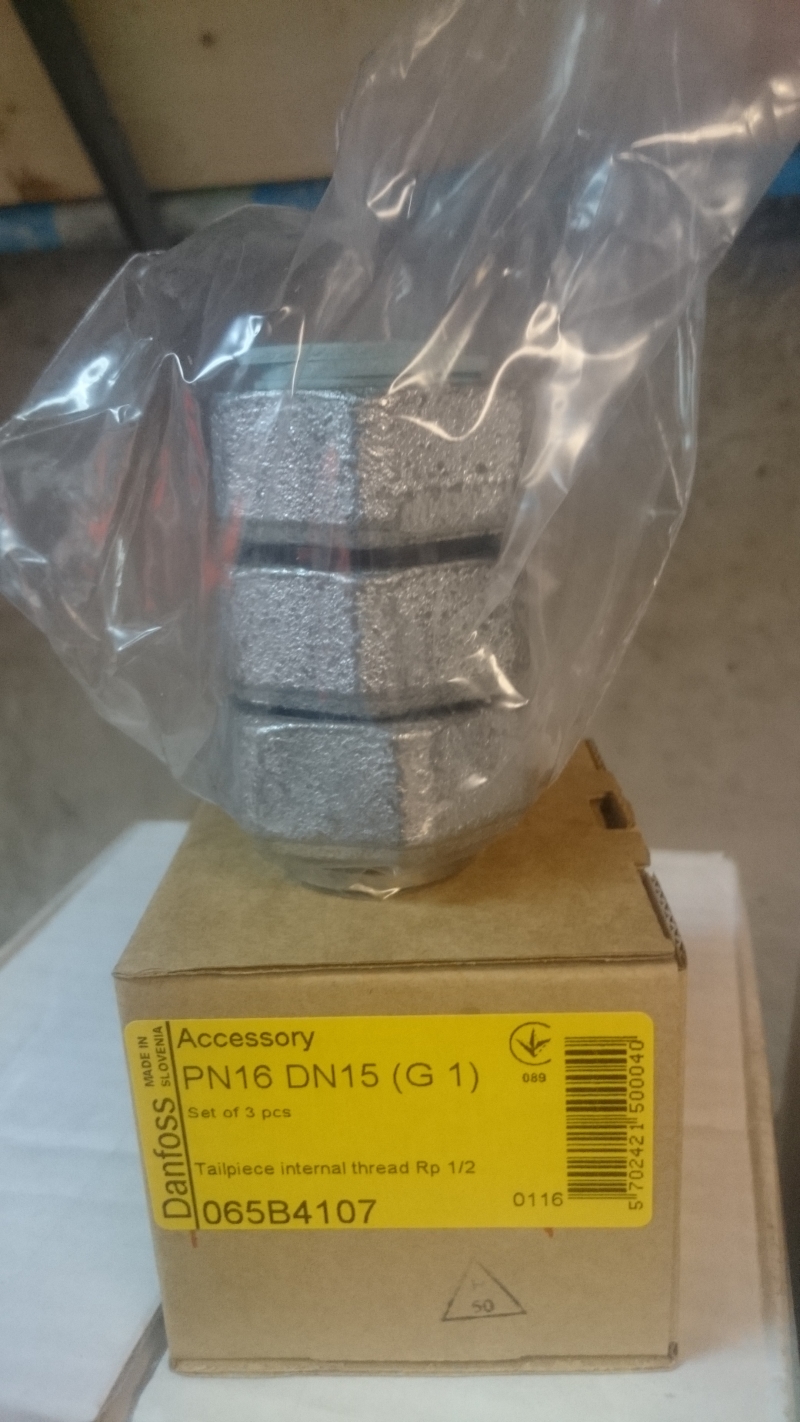 Accessory
PN16 DN15 (G 1)
Set of 3 pcs
Tailpiece internal thread Rp 1/2
065B4107
0116
089
5 702421 500040
Danfoss
MADE IN
SLOVENIA
50